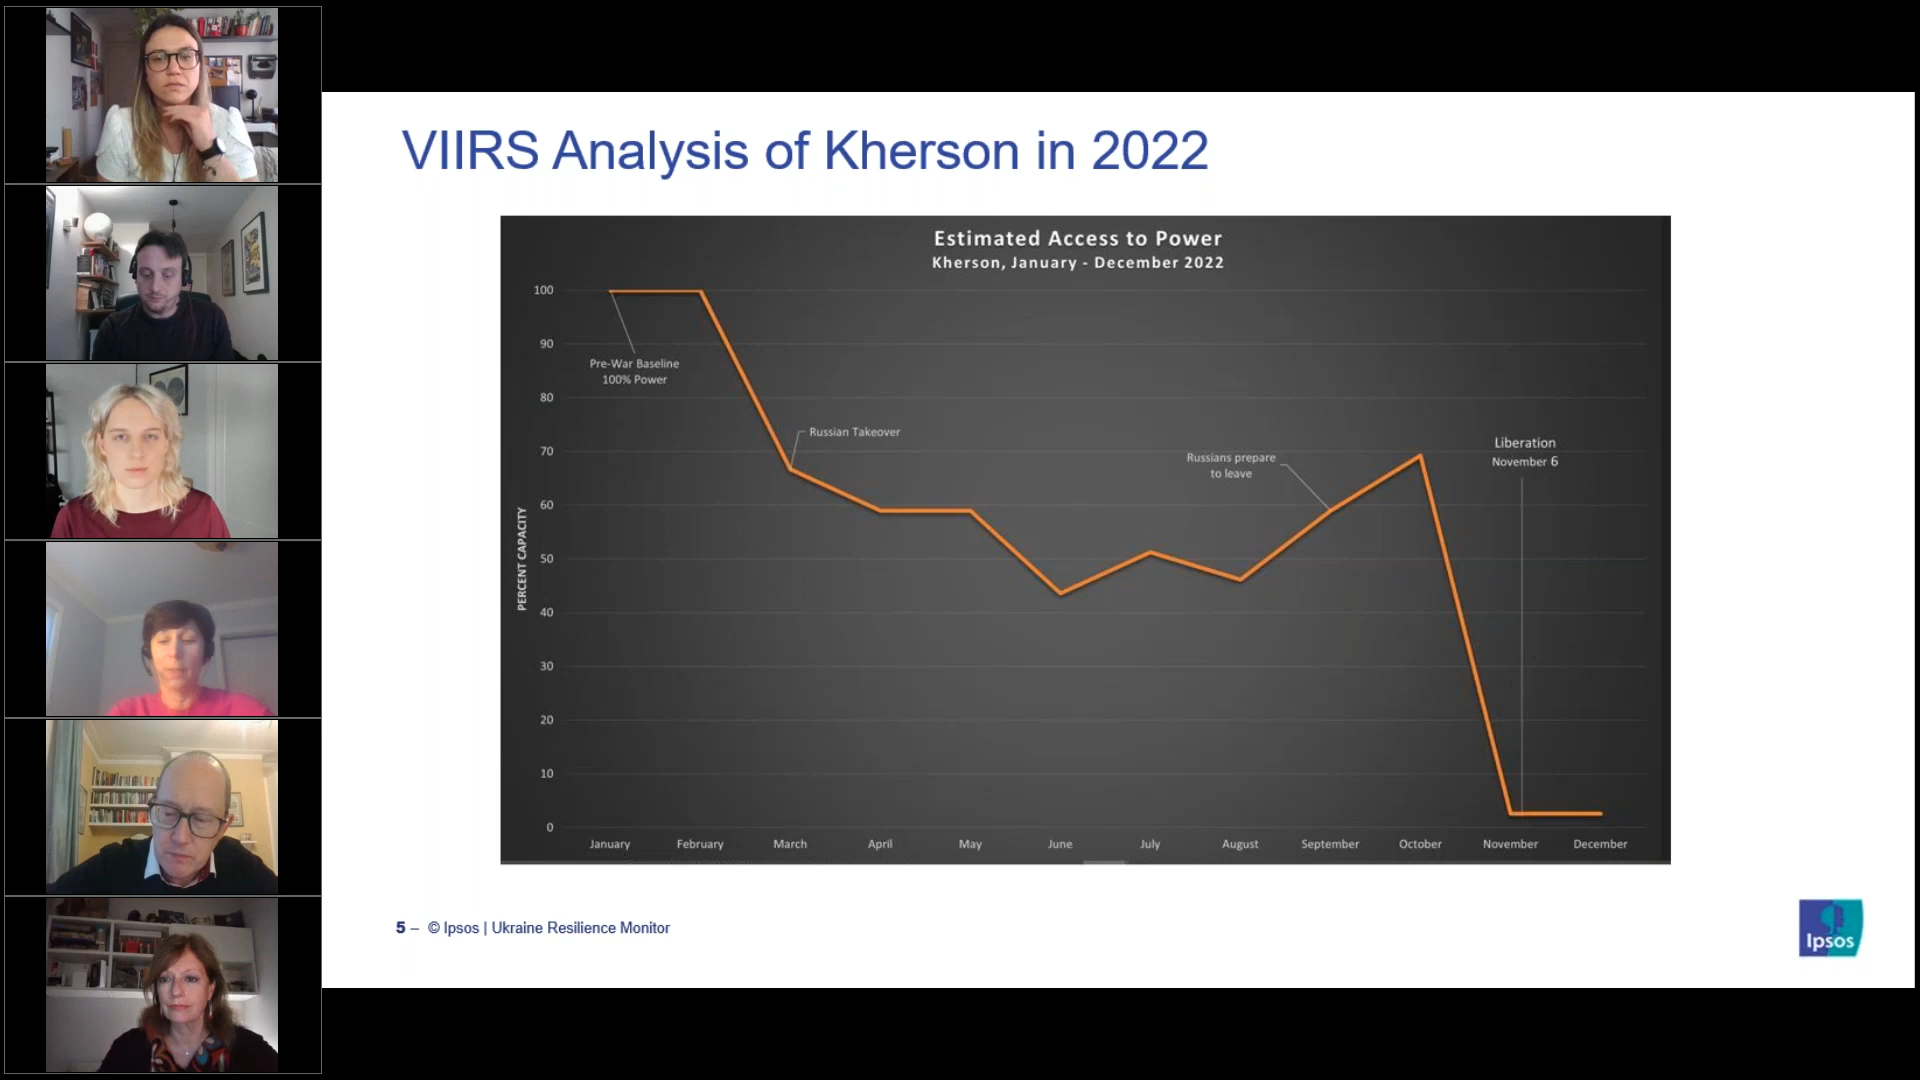 VIIRS Analysis of Kherson in 2022
Estimated Access to Power
Kherson, January - December 2022
100
90
80
70
60
50
40
30
20
10
0
PERCENT CAPACITY
Pre-War Baseline
100% Power
Russian Takeover
Russians prepare
to leave
Liberation
November 6
January February March April May June July August September October November December
5 – © Ipsos | Ukraine Resilience Monitor
Ipsos